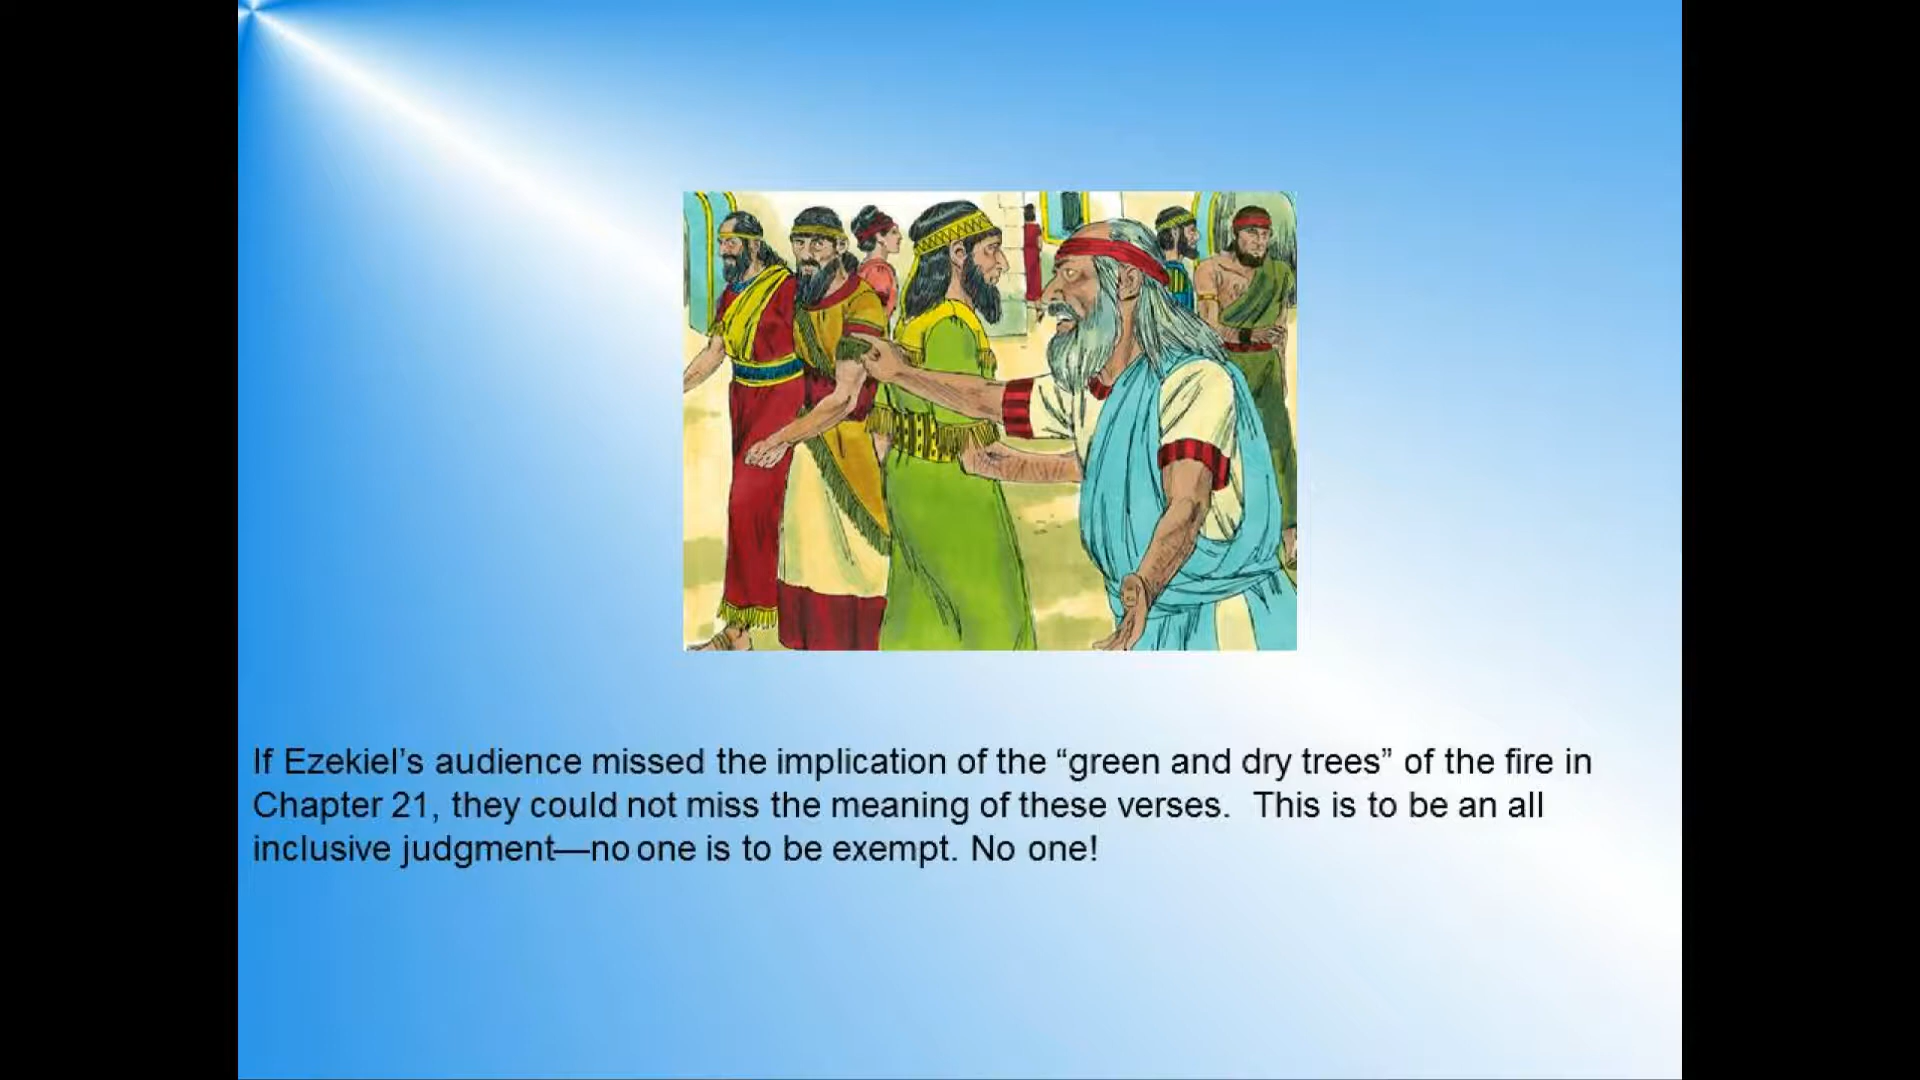 If Ezekiel’s audience missed the implication of the “green and dry trees” of the fire in
Chapter 21, they could not miss the meaning of these verses.  This is to be an all
inclusive judgment—no one is to be exempt. No one!